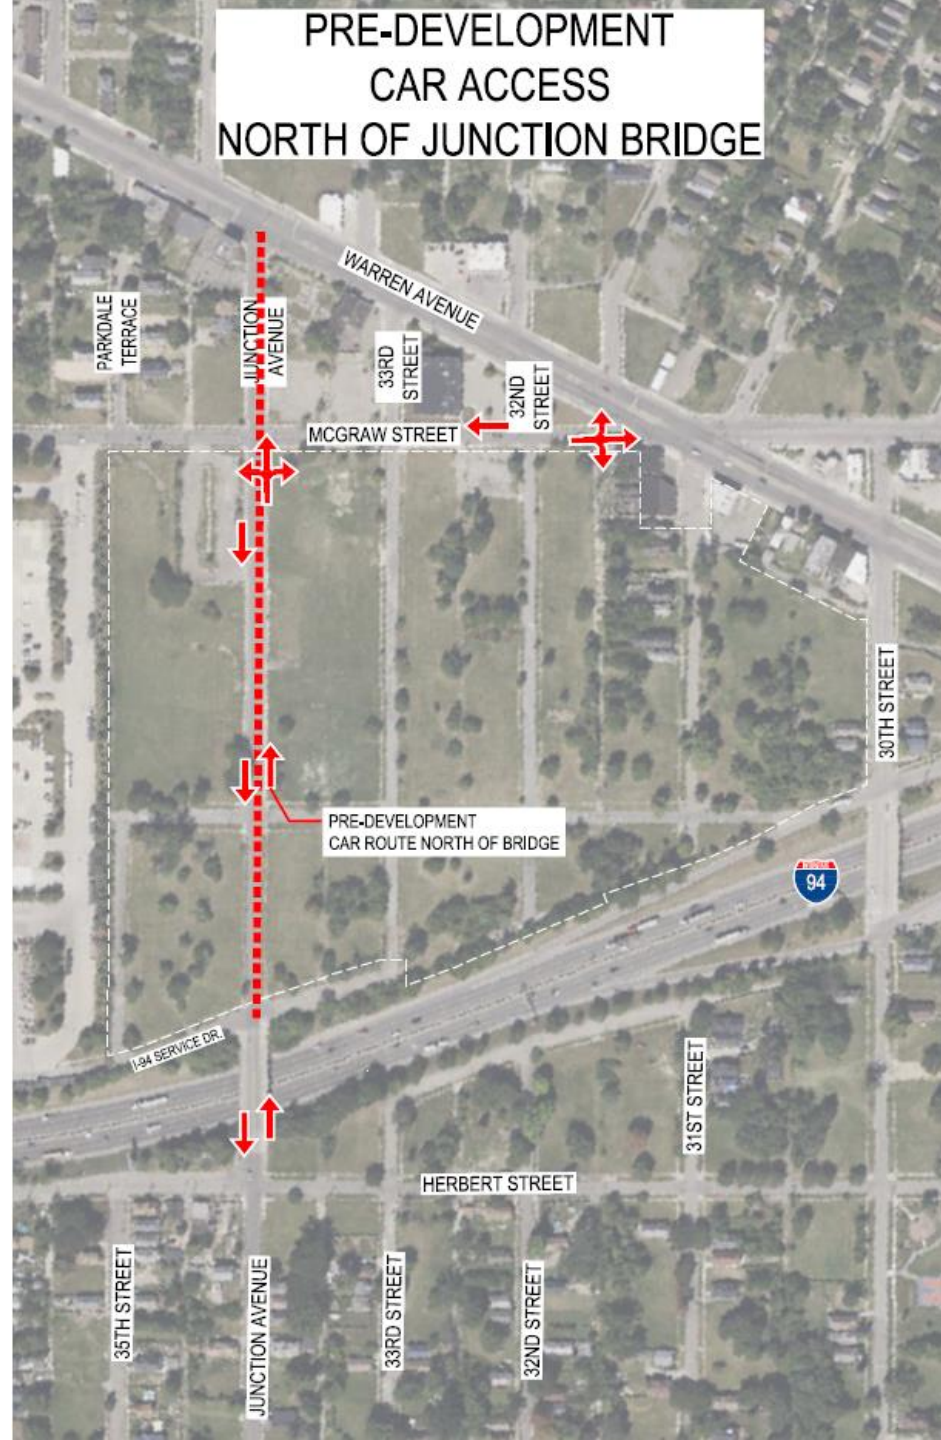 PRE-DEVELOPMENT
CAR ACCESS
NORTH OF JUNCTION BRIDGE
WARREN AVENUE
PARKDALE
TERRACE
JUNCTION
AVENUE
33RD
STREET
32ND
STREET
MCGRAW STREET
30TH STREET
PRE-DEVELOPMENT
CAR ROUTE NORTH OF BRIDGE
94
I-94 SERVICE DR.
31ST STREET
HERBERT STREET
35TH STREET
JUNCTION AVENUE
33RD STREET
32ND STREET